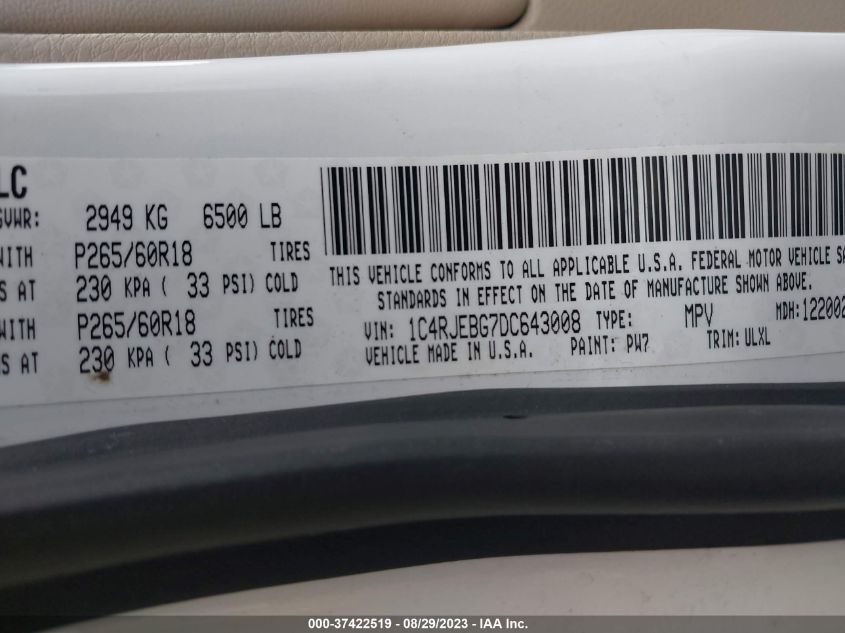 LC
GVWR: 2949 KG 6500 LB
WITH P265/60R18 TIRES
S AT 230 KPA ( 33 PSI) COLD
WITH P265/60R18 TIRES
S AT 230 KPA ( 33 PSI) COLD
THIS VEHICLE CONFORMS TO ALL APPLICABLE U.S.A. FEDERAL MOTOR VEHICLE SA
STANDARDS IN EFFECT ON THE DATE OF MANUFACTURE SHOWN ABOVE.
VIN: 1C4RJEBG7DC643008 TYPE: MPV MDH:122002
VEHICLE MADE IN U.S.A. PAINT: PW7 TRIM: ULXL
000-37422519 - 08/29/2023 - IAA Inc.